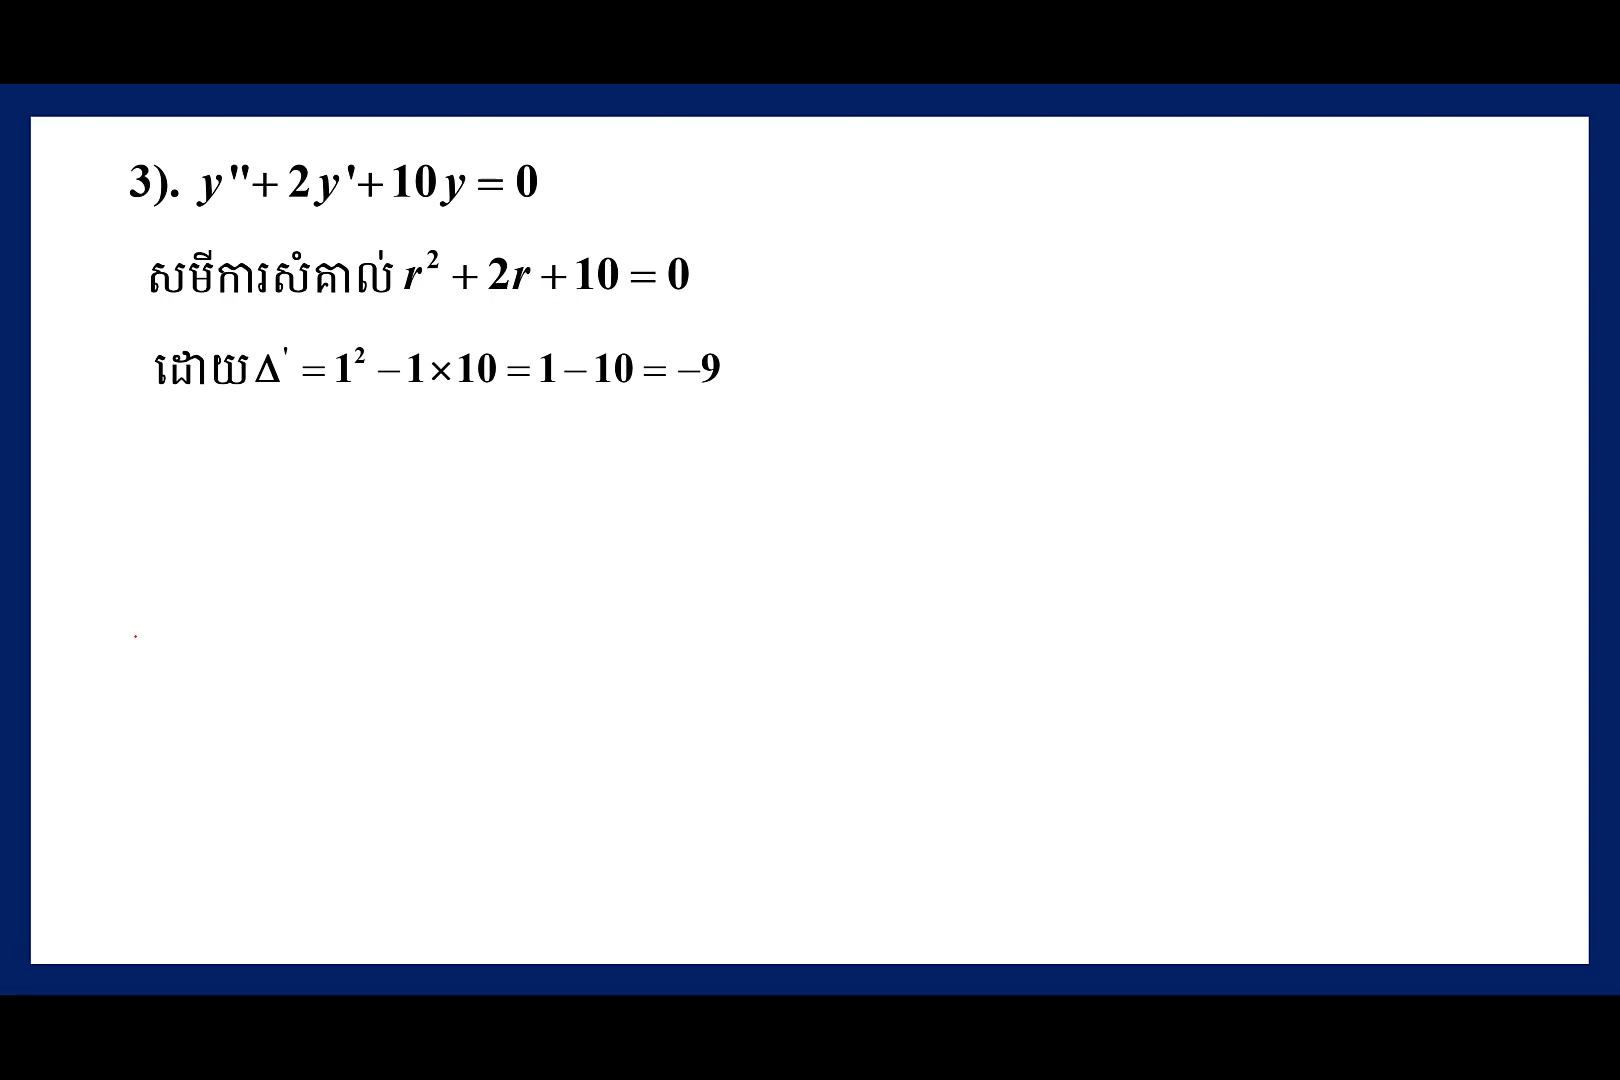 3). y''+ 2y'+10y = 0
សមីការសំគាល់ r² + 2r +10 = 0
ដោយ Δ' = 1² −1×10 = 1−10 = −9